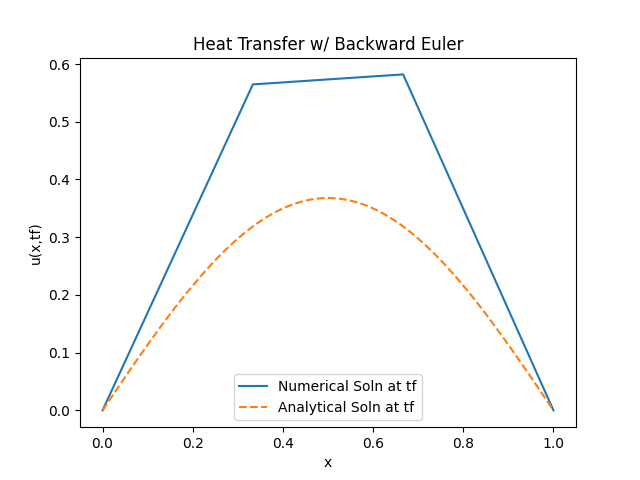 Heat Transfer w/ Backward Euler
u(x,tf)
0.6
0.5
0.4
0.3
0.2
0.1
0.0
Numerical Soln at tf
Analytical Soln at tf
0.0 0.2 0.4 0.6 0.8 1.0
x